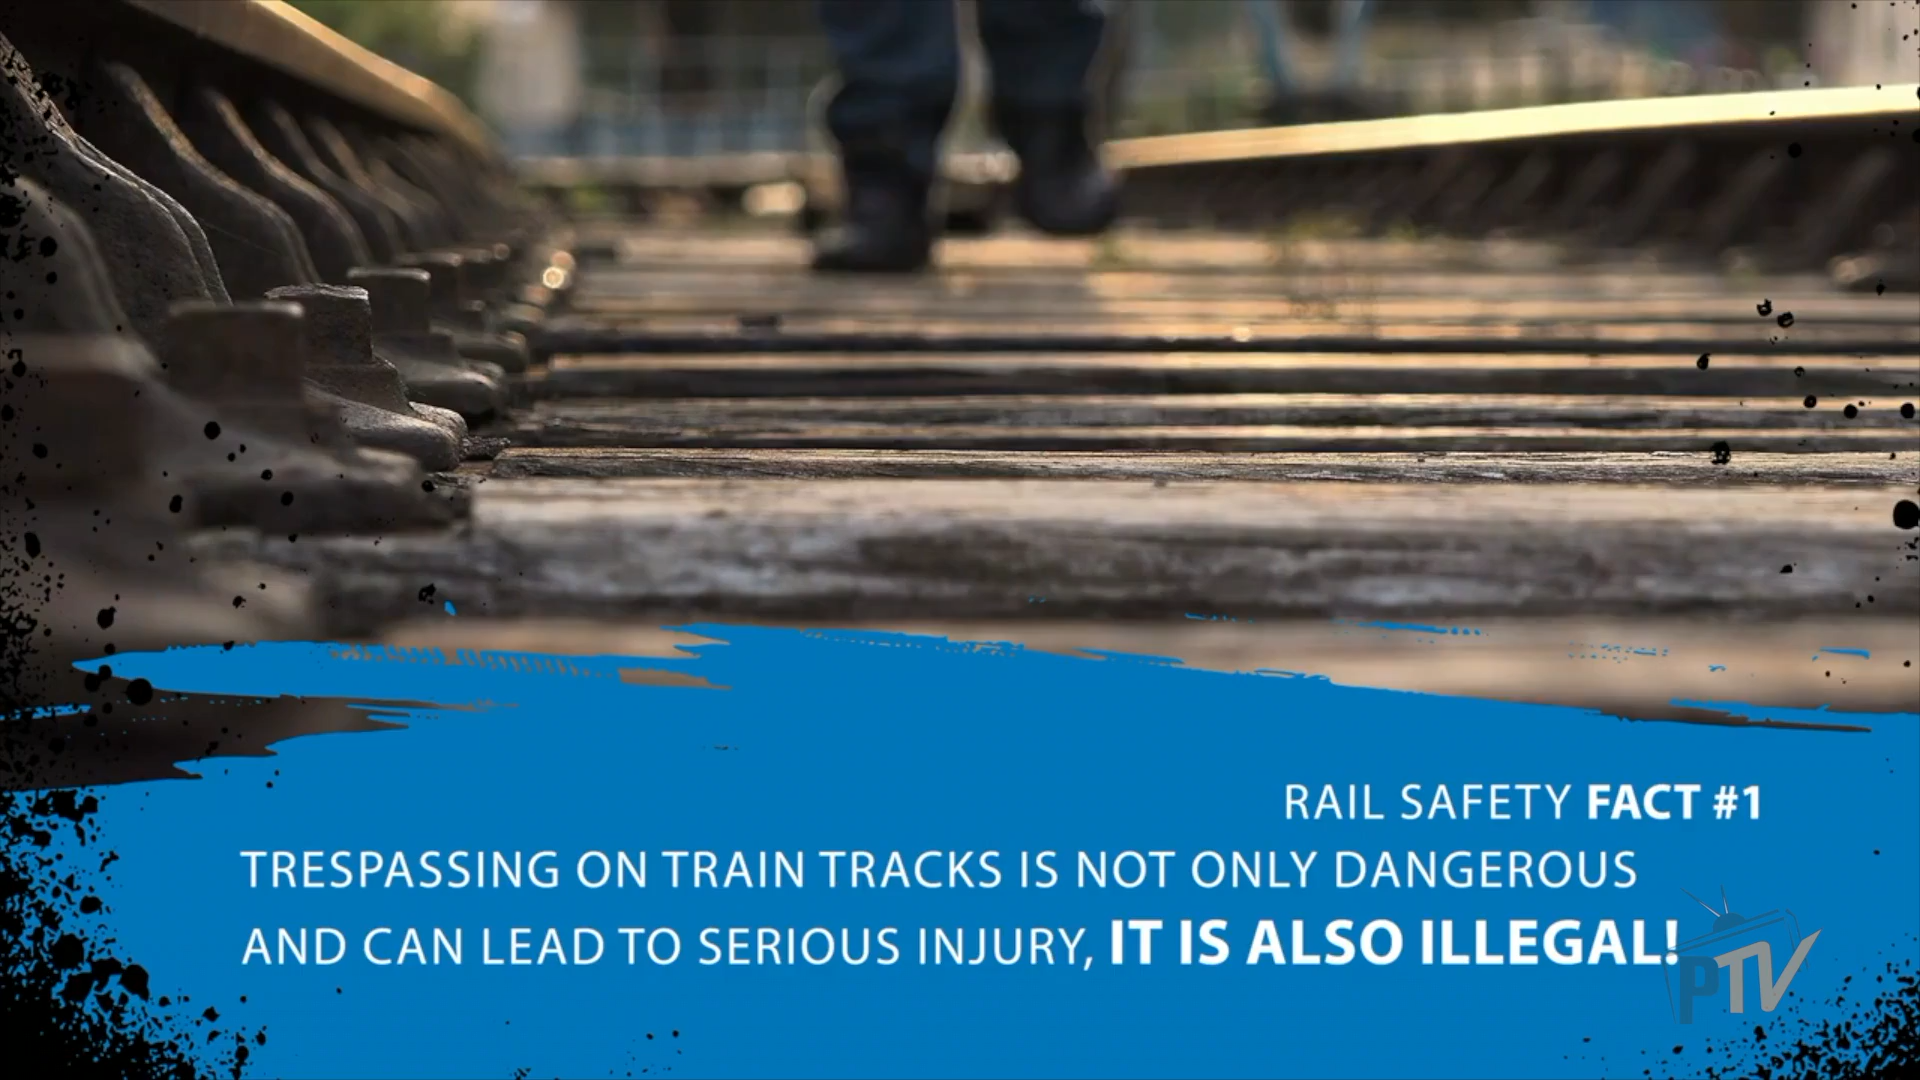 RAIL SAFETY FACT #1
TRESPASSING ON TRAIN TRACKS IS NOT ONLY DANGEROUS
AND CAN LEAD TO SERIOUS INJURY, IT IS ALSO ILLEGAL!
PTV